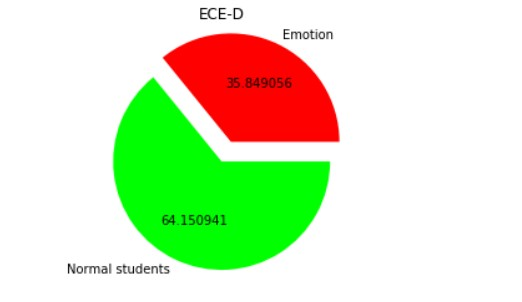 ECE-D
Emotion
35.849056
64.150941
Normal students